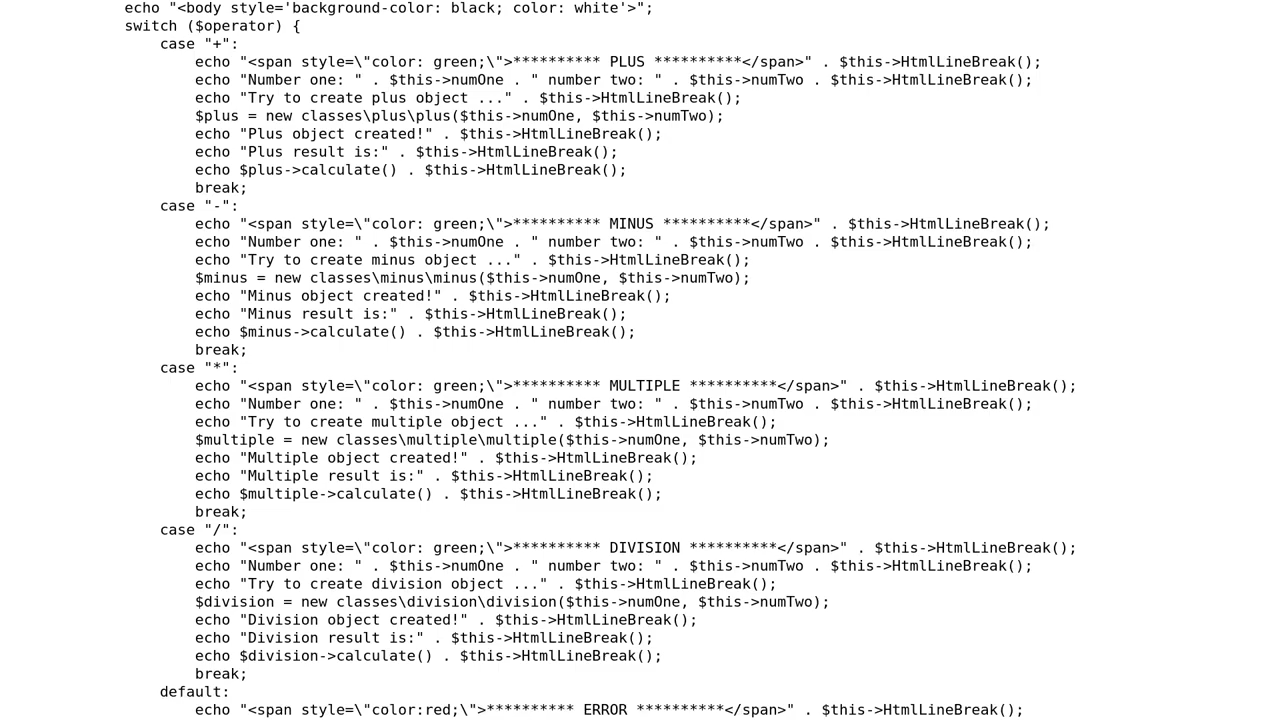 echo "<body style='background-color: black; color: white'>";
switch ($operator) {
case "+":
echo "<span style=\"color: green;\">********** PLUS **********</span>" . $this->HtmlLineBreak();
echo "Number one: " . $this->numOne . " number two: " . $this->numTwo . $this->HtmlLineBreak();
echo "Try to create plus object ..." . $this->HtmlLineBreak();
$plus = new classes\plus\plus($this->numOne, $this->numTwo);
echo "Plus object created!" . $this->HtmlLineBreak();
echo "Plus result is:" . $this->HtmlLineBreak();
echo $plus->calculate() . $this->HtmlLineBreak();
break;
case "-":
echo "<span style=\"color: green;\">********** MINUS **********</span>" . $this->HtmlLineBreak();
echo "Number one: " . $this->numOne . " number two: " . $this->numTwo . $this->HtmlLineBreak();
echo "Try to create minus object ..." . $this->HtmlLineBreak();
$minus = new classes\minus\minus($this->numOne, $this->numTwo);
echo "Minus object created!" . $this->HtmlLineBreak();
echo "Minus result is:" . $this->HtmlLineBreak();
echo $minus->calculate() . $this->HtmlLineBreak();
break;
case "*":
echo "<span style=\"color: green;\">********** MULTIPLE **********</span>" . $this->HtmlLineBreak();
echo "Number one: " . $this->numOne . " number two: " . $this->numTwo . $this->HtmlLineBreak();
echo "Try to create multiple object ..." . $this->HtmlLineBreak();
$multiple = new classes\multiple\multiple($this->numOne, $this->numTwo);
echo "Multiple object created!" . $this->HtmlLineBreak();
echo "Multiple result is:" . $this->HtmlLineBreak();
echo $multiple->calculate() . $this->HtmlLineBreak();
break;
case "/":
echo "<span style=\"color: green;\">********** DIVISION **********</span>" . $this->HtmlLineBreak();
echo "Number one: " . $this->numOne . " number two: " . $this->numTwo . $this->HtmlLineBreak();
echo "Try to create division object ..." . $this->HtmlLineBreak();
$division = new classes\division\division($this->numOne, $this->numTwo);
echo "Division object created!" . $this->HtmlLineBreak();
echo "Division result is:" . $this->HtmlLineBreak();
echo $division->calculate() . $this->HtmlLineBreak();
break;
default:
echo "<span style=\"color:red;\">********** ERROR **********</span>" . $this->HtmlLineBreak();